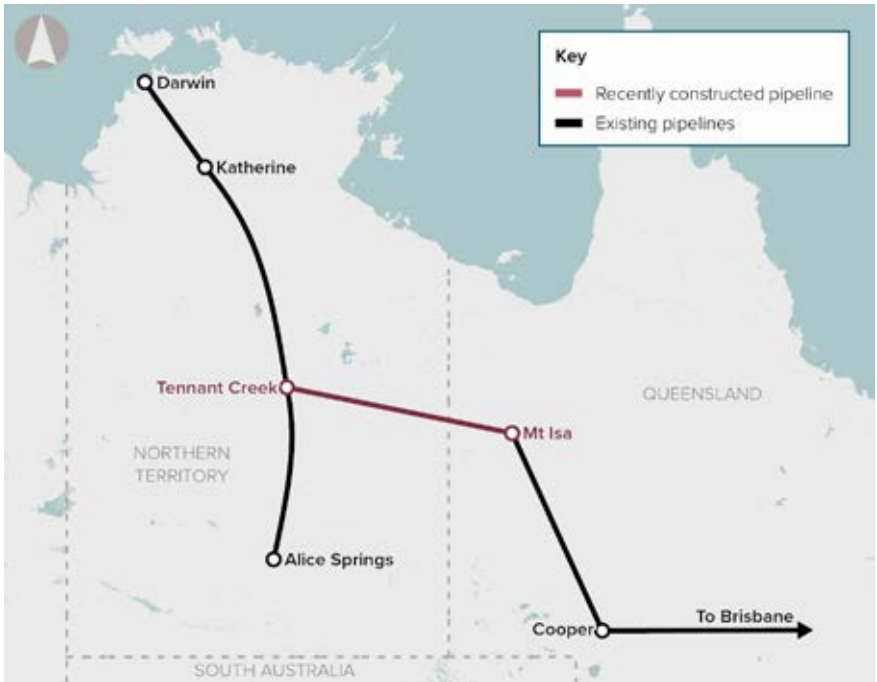 Key
Recently constructed pipeline
Existing pipelines
Darwin
Katherine
Tennant Creek
QUEENSLAND
Mt Isa
NORTHERN
TERRITORY
Alice Springs
To Brisbane
Cooper
SOUTH AUSTRALIA